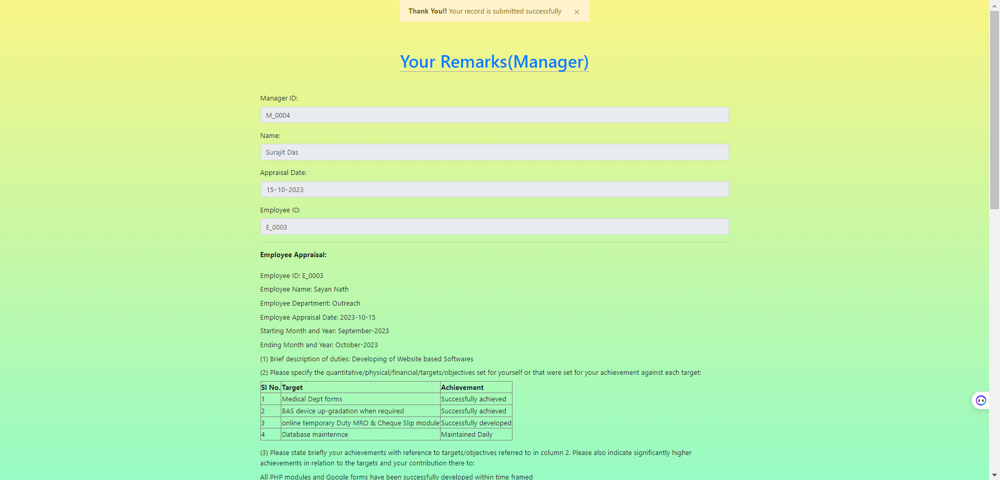 Thank You!! Your record is submitted successfully ×
Your Remarks(Manager)
Manager ID:
M_0004
Name:
Surajit Das
Appraisal Date:
15-10-2023
Employee ID:
E_0003
Employee Appraisal:
Employee ID: E_0003
Employee Name: Sayan Nath
Employee Department: Outreach
Employee Appraisal Date: 2023-10-15
Starting Month and Year: September-2023
Ending Month and Year: October-2023
(1) Brief description of duties: Developing of Website based Softwares
(2) Please specify the quantitative/physical/financial/targets/objectives set for yourself or that were set for your achievement against each target:
Sl No. Target Achievement
1 Medical Dept forms Successfully achieved
2 BAS device up-gradation when required Successfully achieved
3 online temporary Duty MRO & Cheque Slip module Successfully developed
4 Database maintennce Maintained Daily
(3) Please state briefly your achievements with reference to targets/objectives referred to in column 2. Please also indicate significantly higher
achievements in relation to the targets and your contribution there to:
All PHP modules and Google forms have been successfully developed within time framed